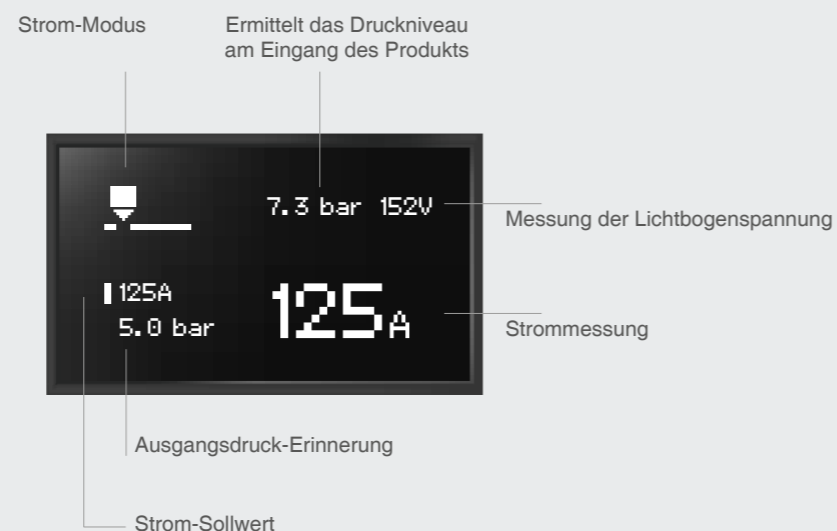 Strom-Modus
Ermittelt das Druckniveau
am Eingang des Produkts
7.3 bar 152V
Messung der Lichtbogenspannung
125A
5.0 bar
125A
Strommessung
Ausgangsdruck-Erinnerung
Strom-Sollwert